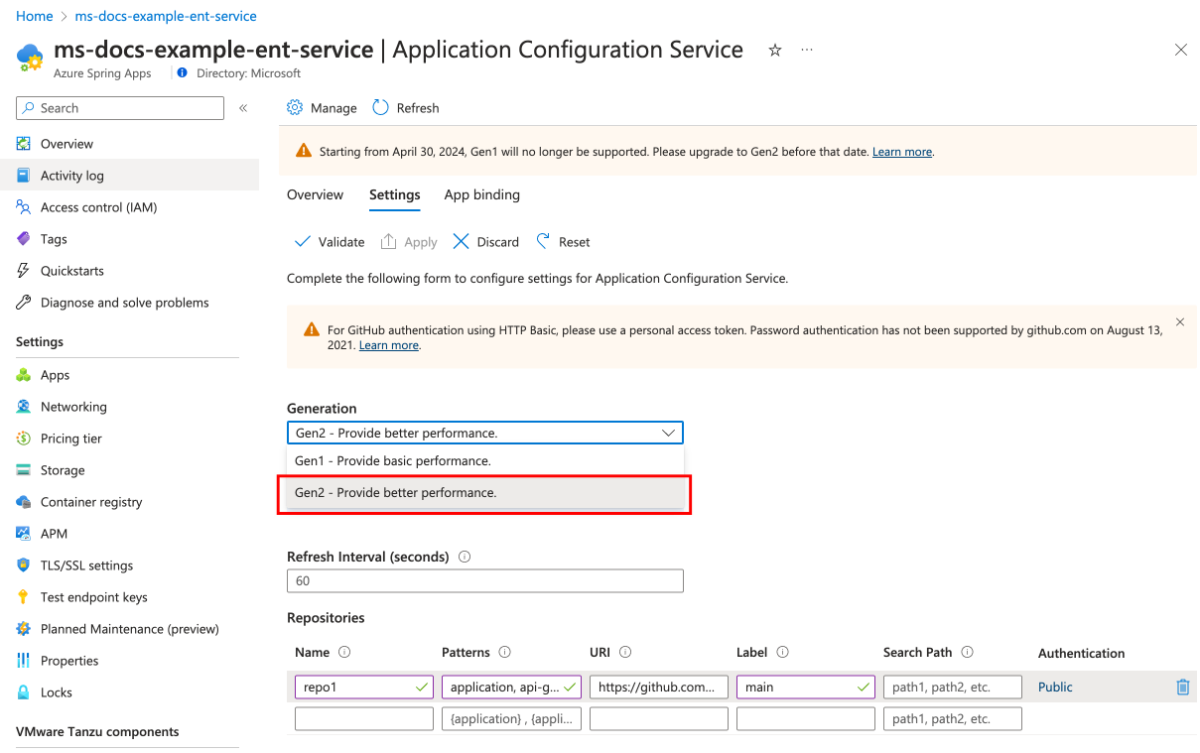 Home > ms-docs-example-ent-service
ms-docs-example-ent-service | Application Configuration Service ☆ ···
Azure Spring Apps Directory: Microsoft
Search «
Overview
Activity log
Access control (IAM)
Tags
Quickstarts
Diagnose and solve problems
Settings
Apps
Networking
Pricing tier
Storage
Container registry
APM
TLS/SSL settings
Test endpoint keys
Planned Maintenance (preview)
Properties
Locks
VMware Tanzu components
Manage Refresh
Starting from April 30, 2024, Gen1 will no longer be supported. Please upgrade to Gen2 before that date. Learn more.
Overview Settings App binding
Validate Apply Discard Reset
Complete the following form to configure settings for Application Configuration Service.
For GitHub authentication using HTTP Basic, please use a personal access token. Password authentication has not been supported by github.com on August 13,
2021. Learn more.
Generation
Gen2 - Provide better performance.
Gen1 - Provide basic performance.
Gen2 - Provide better performance.
Refresh Interval (seconds)
60
Repositories
Name Patterns URI Label Search Path Authentication
repo1 application, api-g... https://github.com... main path1, path2, etc. Public
{application} , {appli... path1, path2, etc.